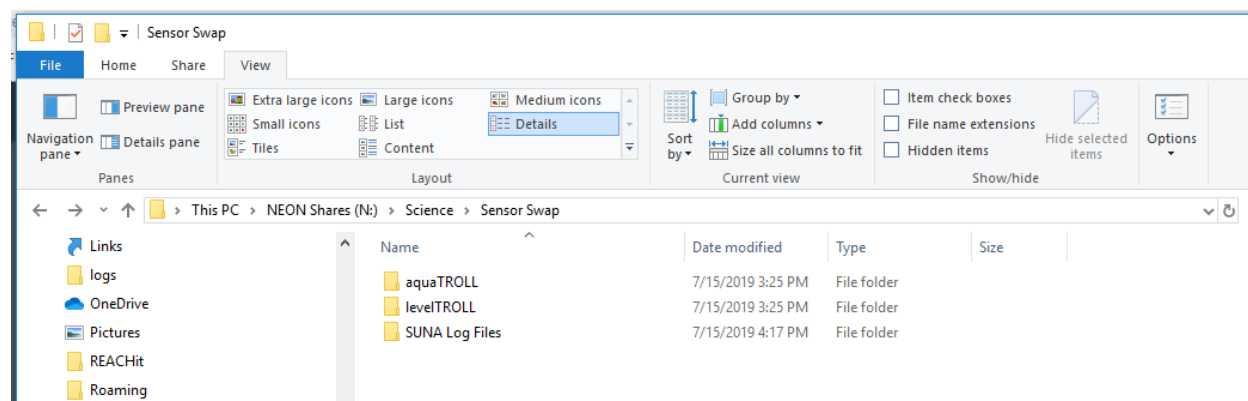 Sensor Swap
File Home Share View
Navigation pane
Preview pane
Details pane
Panes
Extra large icons Large icons Medium icons
Small icons List Details
Tiles Content
Layout
Sort by
Group by
Add columns
Size all columns to fit
Current view
Item check boxes
File name extensions
Hidden items
Hide selected items
Show/hide
Options
This PC > NEON Shares (N:) > Science > Sensor Swap
Links
logs
OneDrive
Pictures
REACHit
Roaming
Name Date modified Type Size
aquaTROLL 7/15/2019 3:25 PM File folder
levelTROLL 7/15/2019 3:25 PM File folder
SUNA Log Files 7/15/2019 4:17 PM File folder